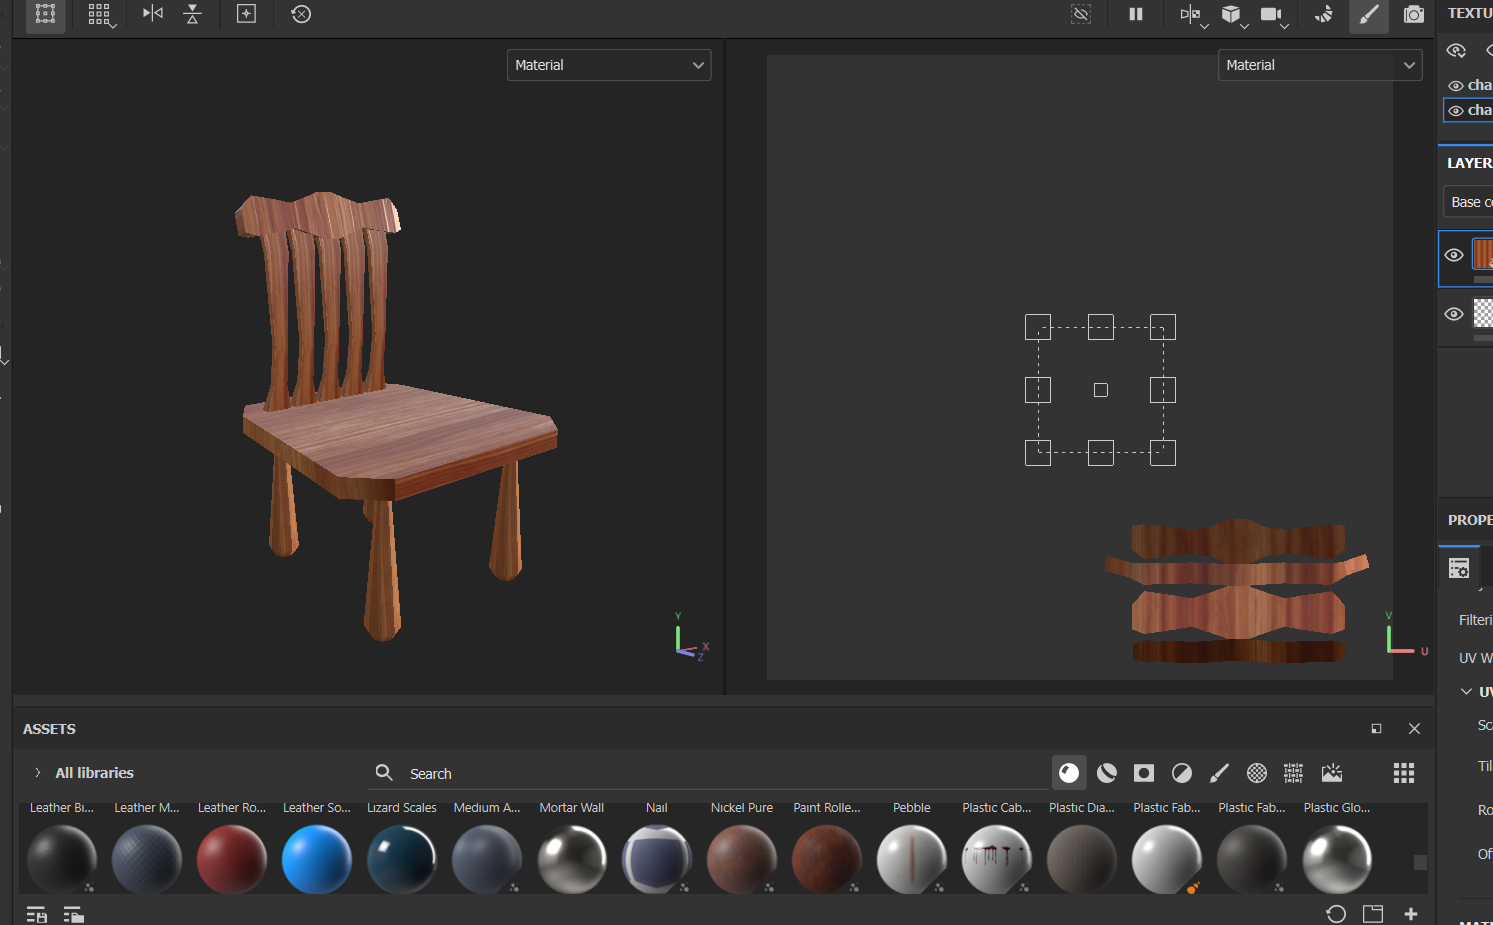 TEXTU
Material
Material
cha
cha
LAYER
Base co
Y
X
Z
V
U
PROPE
Filteri
UV W
UV
Sca
Til
Ro
Of
ASSETS
All libraries
Search
Leather Bi...
Leather M...
Leather Ro...
Leather So...
Lizard Scales
Medium A...
Mortar Wall
Nail
Nickel Pure
Paint Rolle...
Pebble
Plastic Cab...
Plastic Dia...
Plastic Fab...
Plastic Fab...
Plastic Glo...